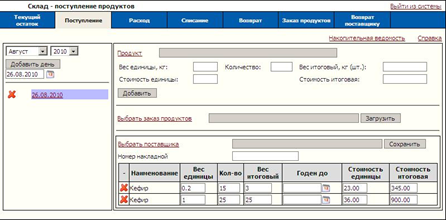 Склад - поступление продуктов
Выйти из системы
Текущий остаток
Поступление
Расход
Списание
Возврат
Заказ продуктов
Возврат поставщику
Накопительная ведомость
Справка
Август
2010
Добавить день
26.08.2010
26.08.2010
Продукт
Вес единицы, кг:
Количество:
Вес итоговый, кг (шт.):
Стоимость единицы:
Стоимость итоговая:
Добавить
Выбрать заказ продуктов
Загрузить
Выбрать поставщика
Сохранить
Номер накладной
- Наименование Вес единицы Кол-во Вес итоговый Годен до Стоимость единицы Стоимость итоговая
Кефир 0.2 15 3 23.00 345.00
Кефир 1 25 25 36.00 900.00